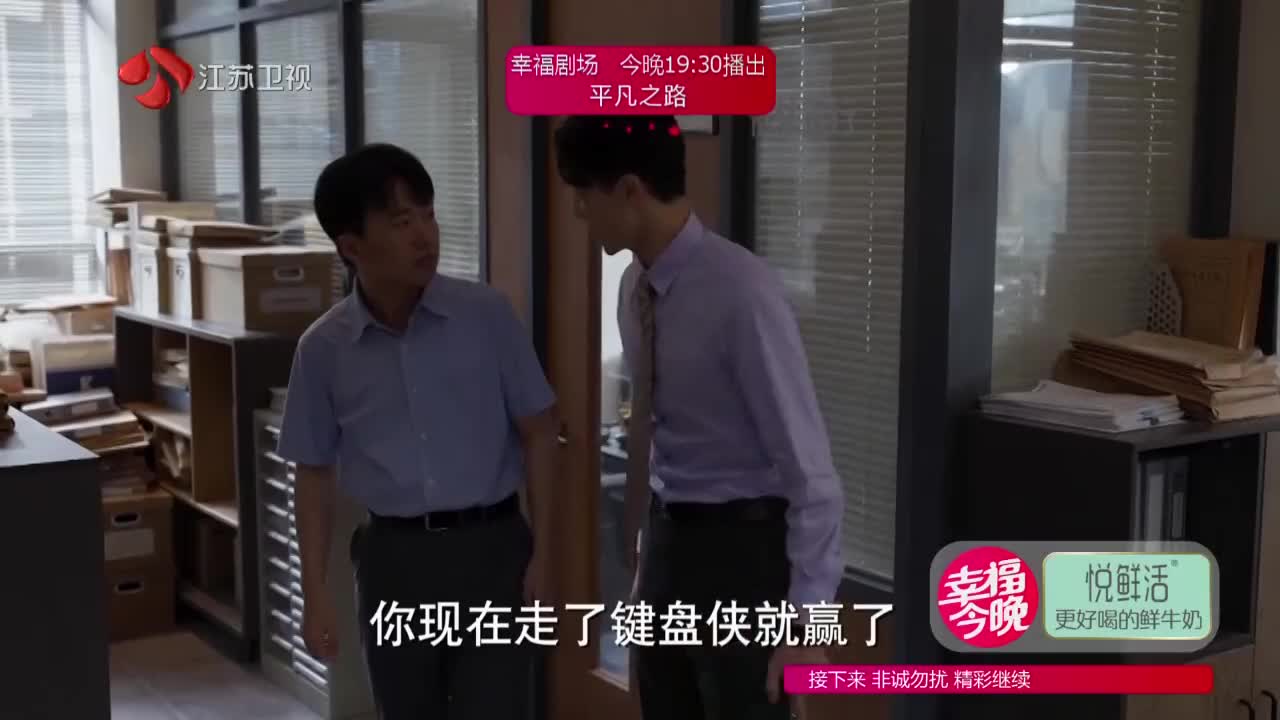 江苏卫视
幸福剧场 今晚19:30播出
平凡之路
幸福今晚
悦鲜活®
更好喝的鲜牛奶
你现在走了键盘侠就赢了
接下来 非诚勿扰 精彩继续